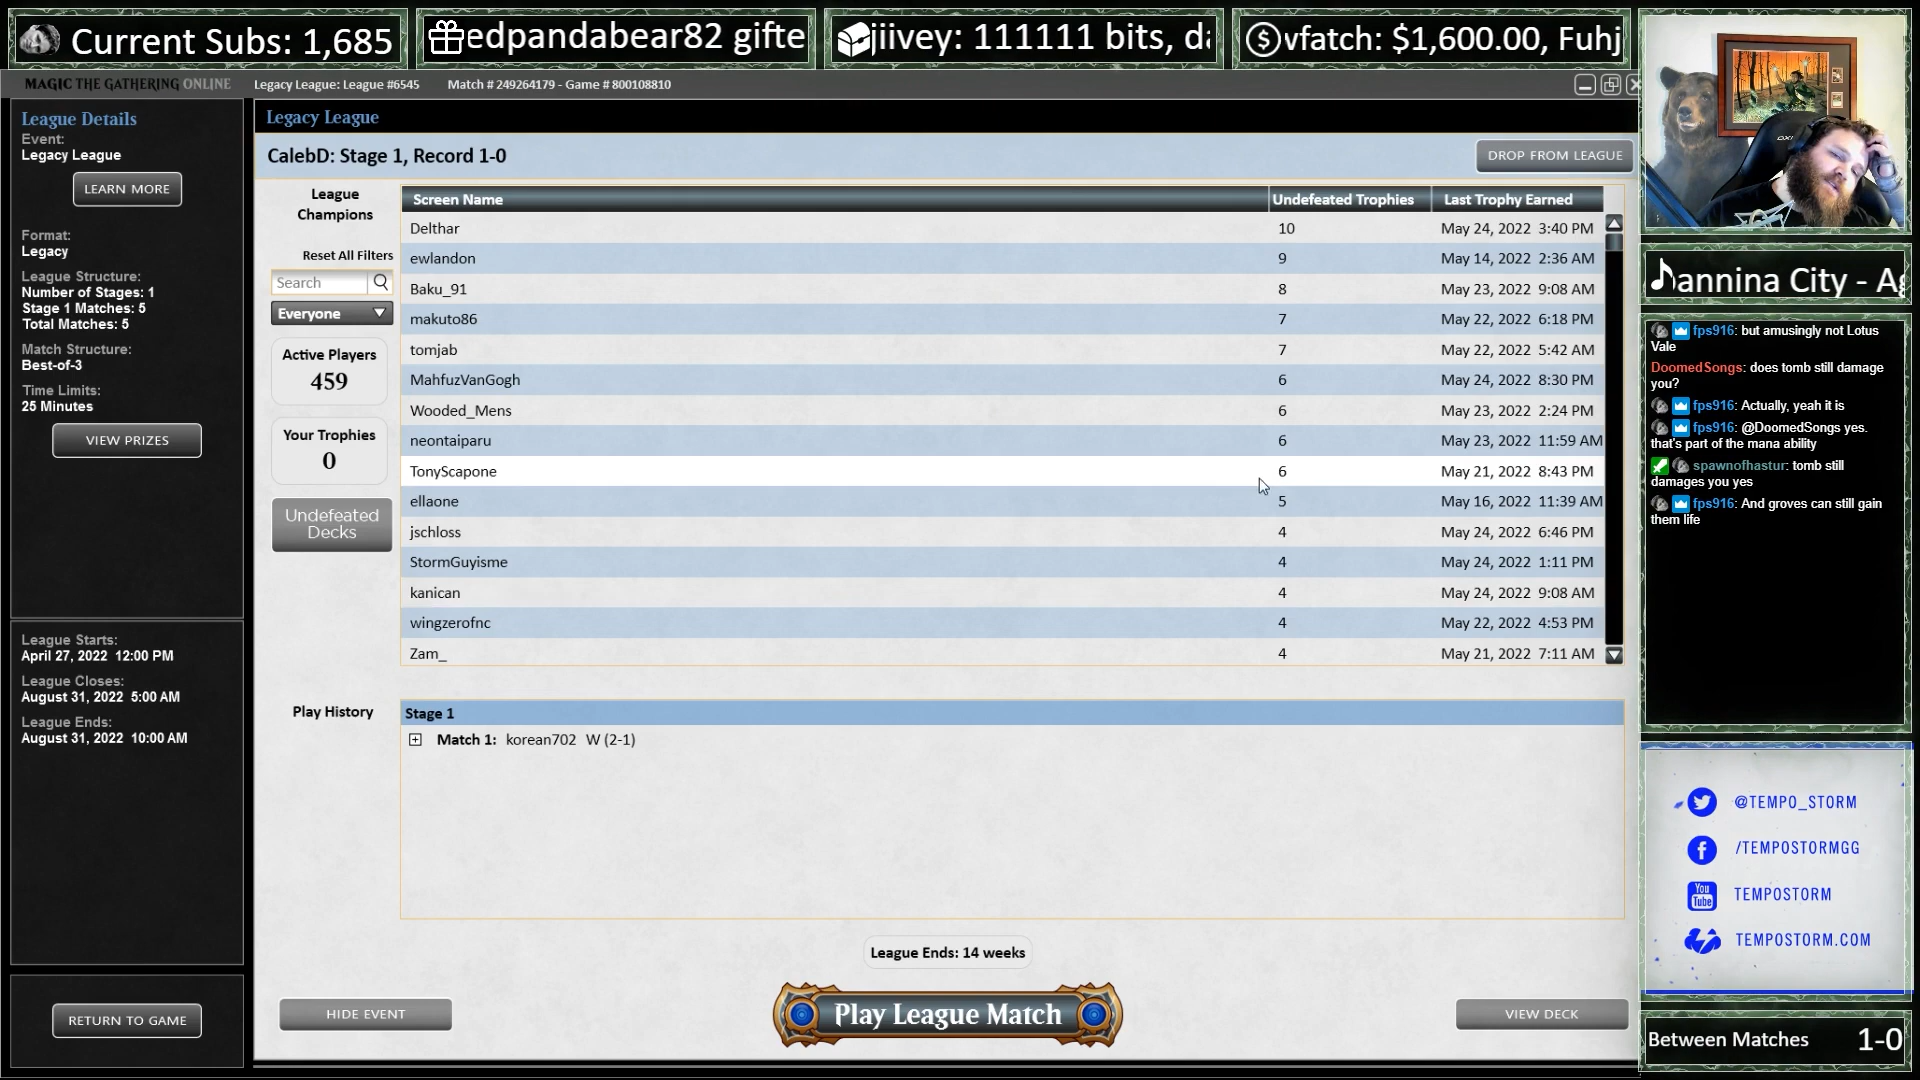 Current Subs: 1,685
edpandabear82 gifte
jiivey: 111111 bits, da
vfatch: $1,600.00, Fuhj
MAGIC THE GATHERING ONLINE
Legacy League: League #6545
Match # 249264179 - Game # 800108810
League Details
Event:
Legacy League
LEARN MORE
Format:
Legacy
League Structure:
Number of Stages: 1
Stage 1 Matches: 5
Total Matches: 5
Match Structure:
Best-of-3
Time Limits:
25 Minutes
VIEW PRIZES
League Starts:
April 27, 2022 12:00 PM
League Closes:
August 31, 2022 5:00 AM
League Ends:
August 31, 2022 10:00 AM
RETURN TO GAME
Legacy League
CalebD: Stage 1, Record 1-0
DROP FROM LEAGUE
League
Champions
Reset All Filters
Search
Everyone
Active Players
459
Your Trophies
0
Undefeated
Decks
Screen Name Undefeated Trophies Last Trophy Earned
Delthar 10 May 24, 2022 3:40 PM
ewlandon 9 May 14, 2022 2:36 AM
Baku_91 8 May 23, 2022 9:08 AM
makuto86 7 May 22, 2022 6:18 PM
tomjab 7 May 22, 2022 5:42 AM
MahfuzVanGogh 6 May 24, 2022 8:30 PM
Wooded_Mens 6 May 23, 2022 2:24 PM
neontaiparu 6 May 23, 2022 11:59 AM
TonyScapone 6 May 21, 2022 8:43 PM
ellaone 5 May 16, 2022 11:39 AM
jschloss 4 May 24, 2022 6:46 PM
StormGuyisme 4 May 24, 2022 1:11 PM
kanican 4 May 24, 2022 9:08 AM
wingzerofnc 4 May 22, 2022 4:53 PM
Zam_ 4 May 21, 2022 7:11 AM
Play History
Stage 1
Match 1: korean702 W (2-1)
League Ends: 14 weeks
HIDE EVENT
Play League Match
VIEW DECK
annina City - Ag
fps916: but amusingly not Lotus
Vale
DoomedSongs: does tomb still damage
you?
fps916: Actually, yeah it is
fps916: @DoomedSongs yes.
that's part of the mana ability
spawnofhastur: tomb still
damages you yes
fps916: And groves can still gain
them life
@TEMPO_STORM
/TEMPOSTORMGG
You
Tube
TEMPOSTORM
TEMPOSTORM.COM
Between Matches 1-0